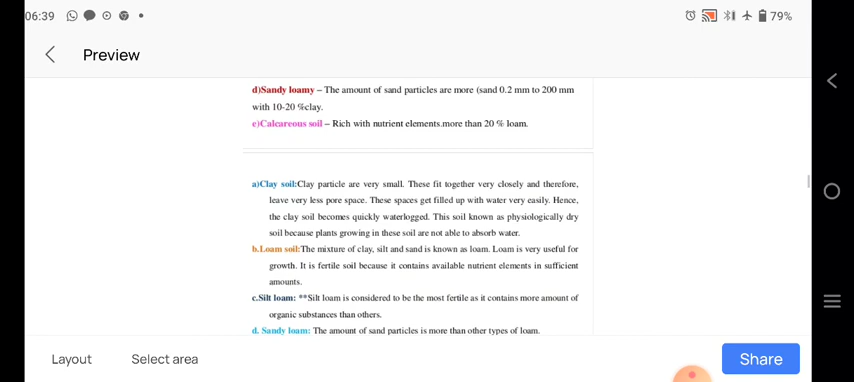 06:39
79%
Preview
d)Sandy loamy – The amount of sand particles are more (sand 0.2 mm to 200 mm
with 10-20 %clay.
e)Calcareous soil – Rich with nutrient elements.more than 20 % loam.
a)Clay soil:Clay particle are very small. These fit together very closely and therefore,
leave very less pore space. These spaces get filled up with water very easily. Hence,
the clay soil becomes quickly waterlogged. This soil known as physiologically dry
soil because plants growing in these soil are not able to absorb water.
b.Loam soil:The mixture of clay, silt and sand is known as loam. Loam is very useful for
growth. It is fertile soil because it contains available nutrient elements in sufficient
amounts.
c.Silt loam: **Silt loam is considered to be the most fertile as it contains more amount of
organic substances than others.
d. Sandy loam: The amount of sand particles is more than other types of loam.
Layout
Select area
Share